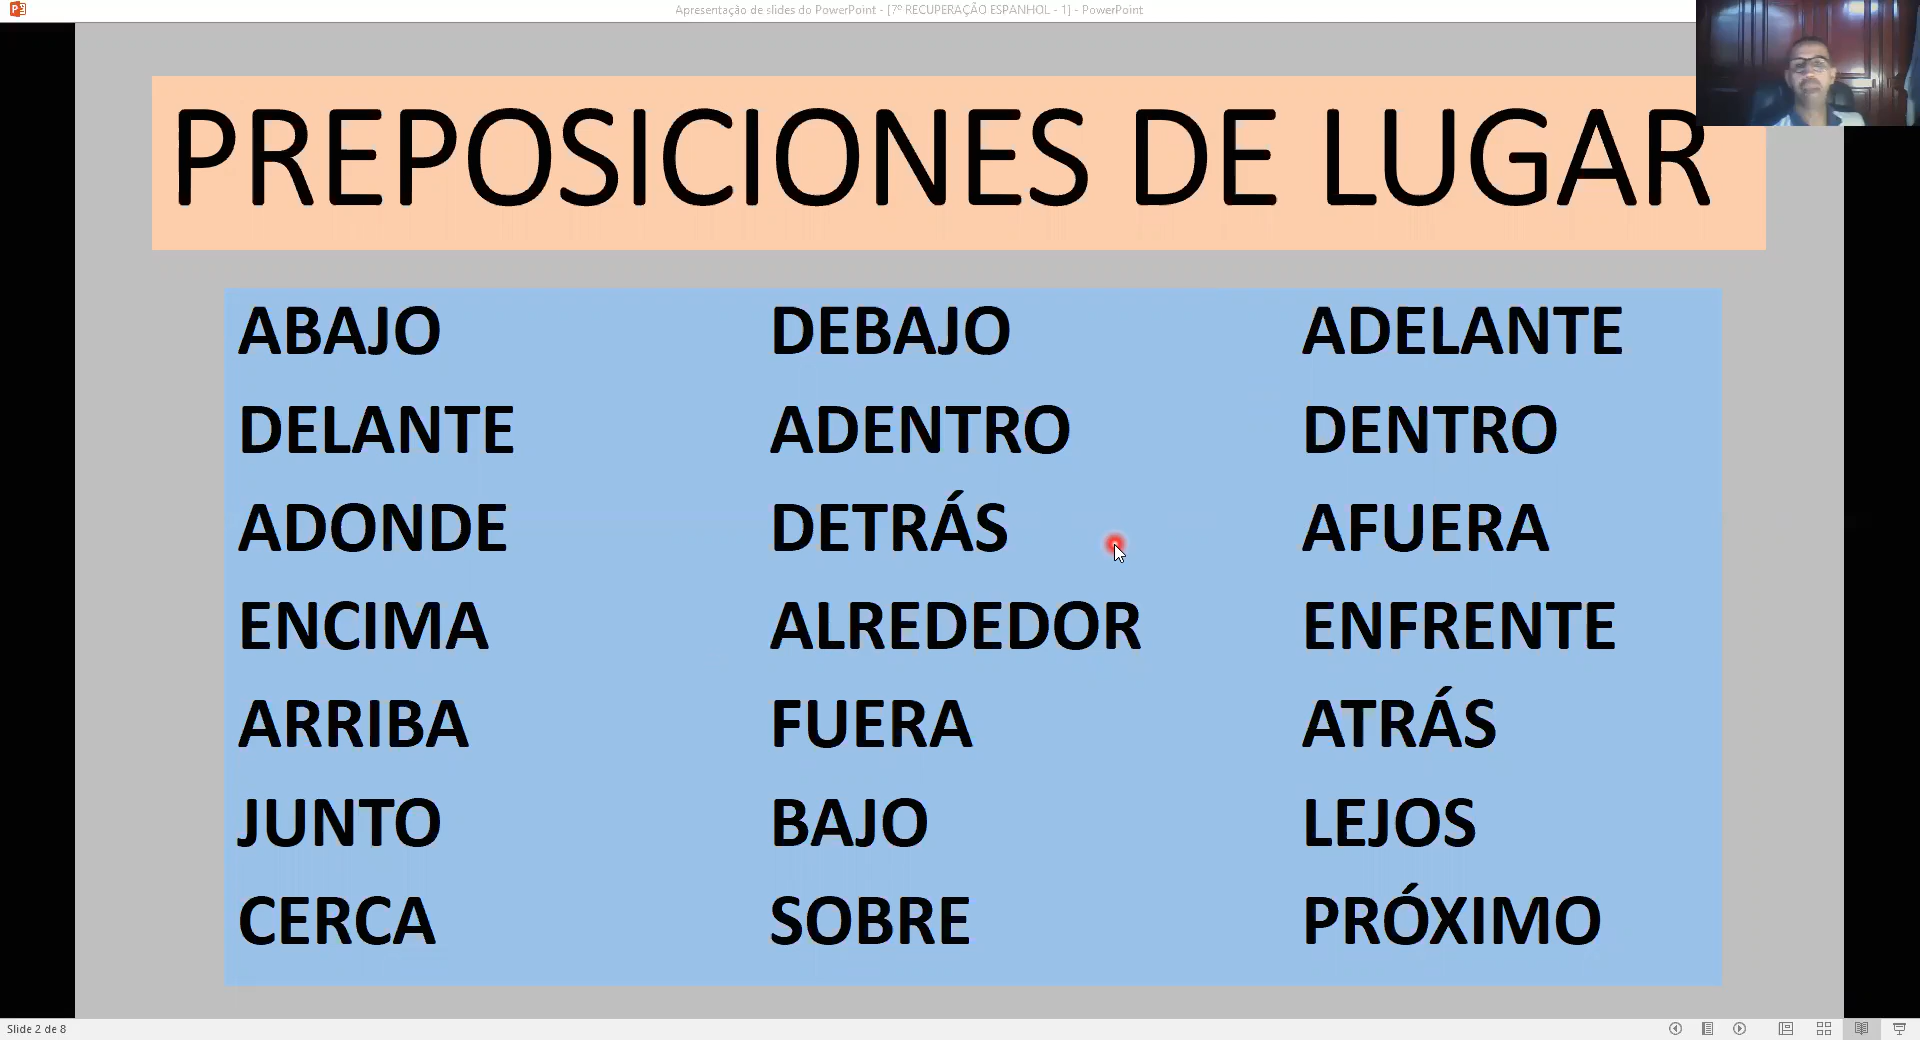 Apresentação de slides do PowerPoint - [7º RECUPERAÇÃO ESPANHOL - 1] - PowerPoint
PREPOSICIONES DE LUGAR
ABAJO DEBAJO ADELANTE
DELANTE ADENTRO DENTRO
ADONDE DETRÁS AFUERA
ENCIMA ALREDEDOR ENFRENTE
ARRIBA FUERA ATRÁS
JUNTO BAJO LEJOS
CERCA SOBRE PRÓXIMO
Slide 2 de 8